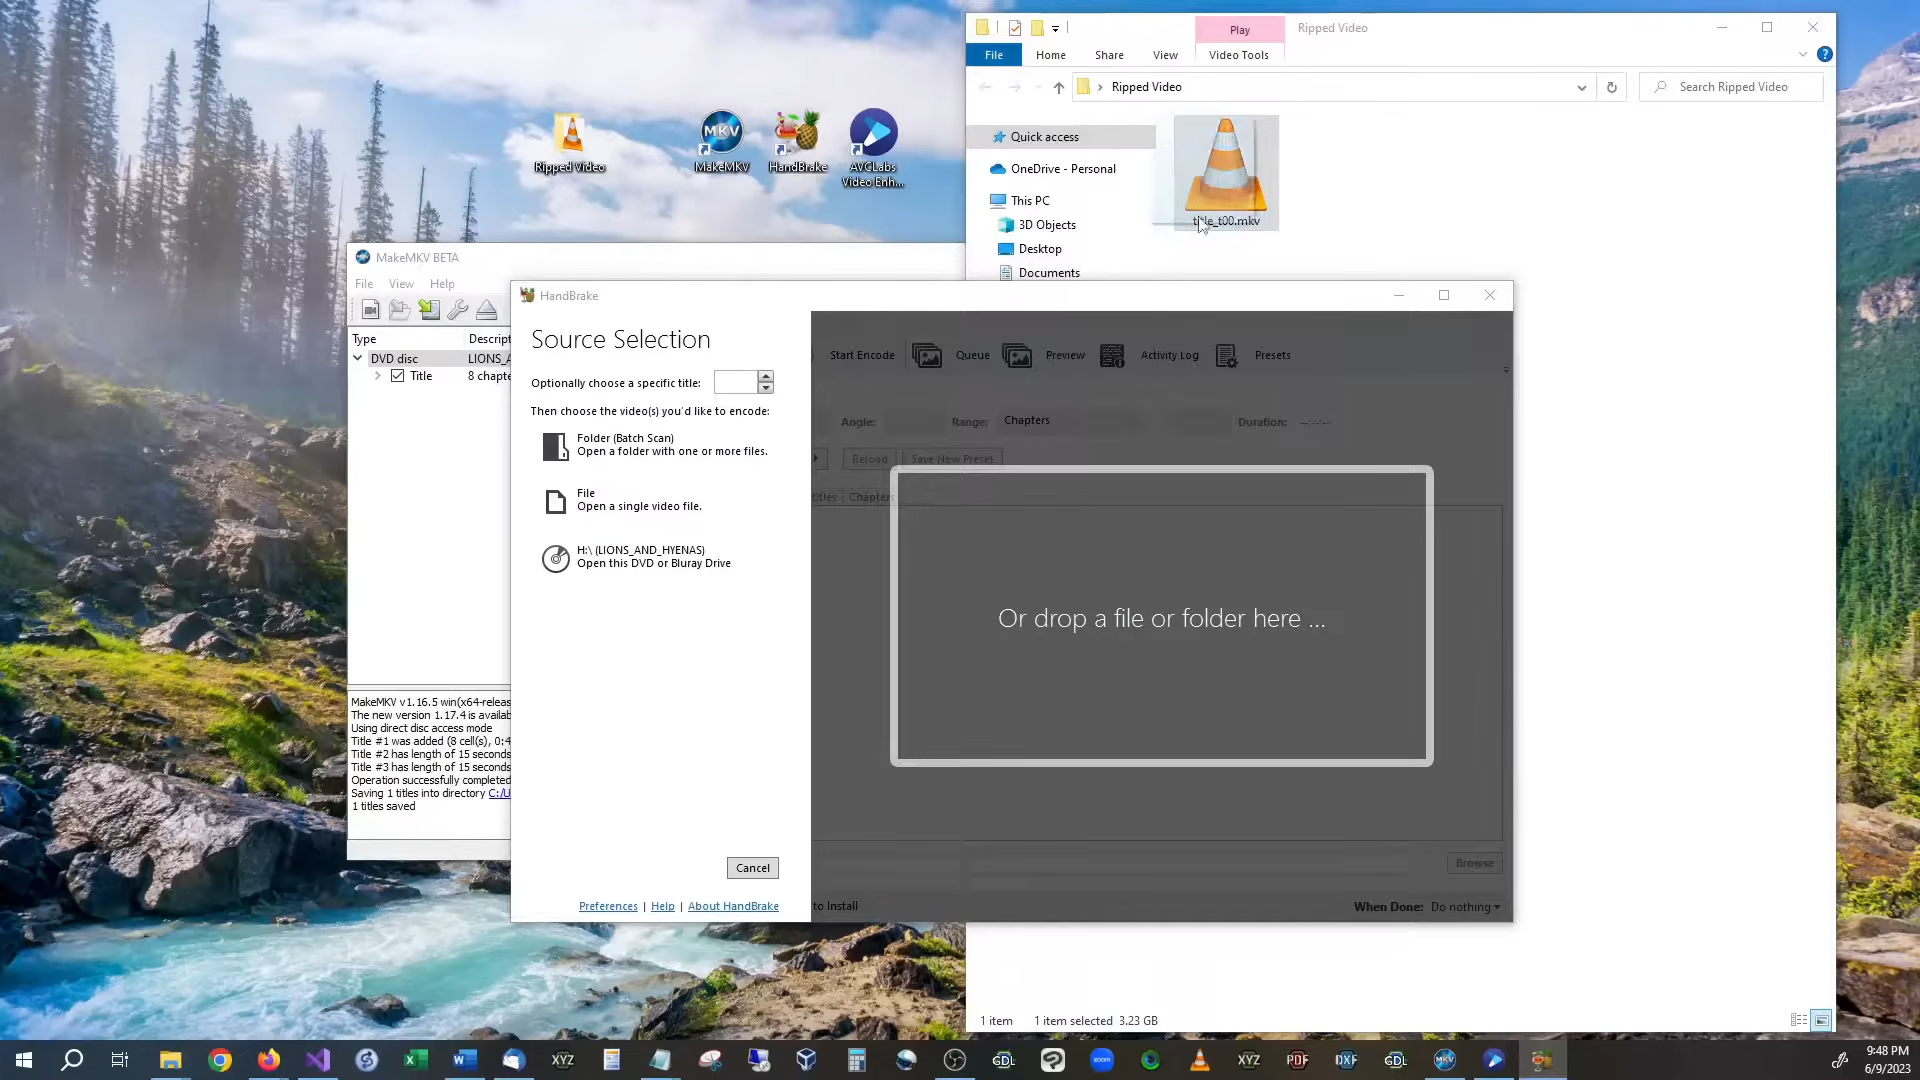 Play
Ripped Video
File
Home
Share
View
Video Tools
Ripped Video
Search Ripped Video
Quick access
OneDrive - Personal
This PC
3D Objects
Desktop
Documents
title_t00.mkv
Ripped Video
MKV
MakeMKV
HandBrake
AVCLabs
Video Enh...
MakeMKV BETA
File
View
Help
Type
Descript
DVD disc
LIONS_A
Title
8 chapte
MakeMKV v1.16.5 win(x64-releas
The new version 1.17.4 is availab
Using direct disc access mode
Title #1 was added (8 cell(s), 0:4
Title #2 has length of 15 seconds
Title #3 has length of 15 seconds
Operation successfully completed
Saving 1 titles into directory C:/U
1 titles saved
HandBrake
Source Selection
Optionally choose a specific title:
Then choose the video(s) you'd like to encode:
Folder (Batch Scan)
Open a folder with one or more files.
File
Open a single video file.
H:\ (LIONS_AND_HYENAS)
Open this DVD or Bluray Drive
Cancel
Preferences | Help | About HandBrake
Start Encode
Queue
Preview
Activity Log
Presets
Angle:
Range:
Chapters
Duration:
Reload
Save New Preset
titles
Chapters
Or drop a file or folder here ...
Browse
to Install
When Done: Do nothing
1 item
1 item selected 3.23 GB
XYZ
GDL
zoom
XYZ
PDF
DXF
GDL
MKV
9:48 PM
6/9/2023